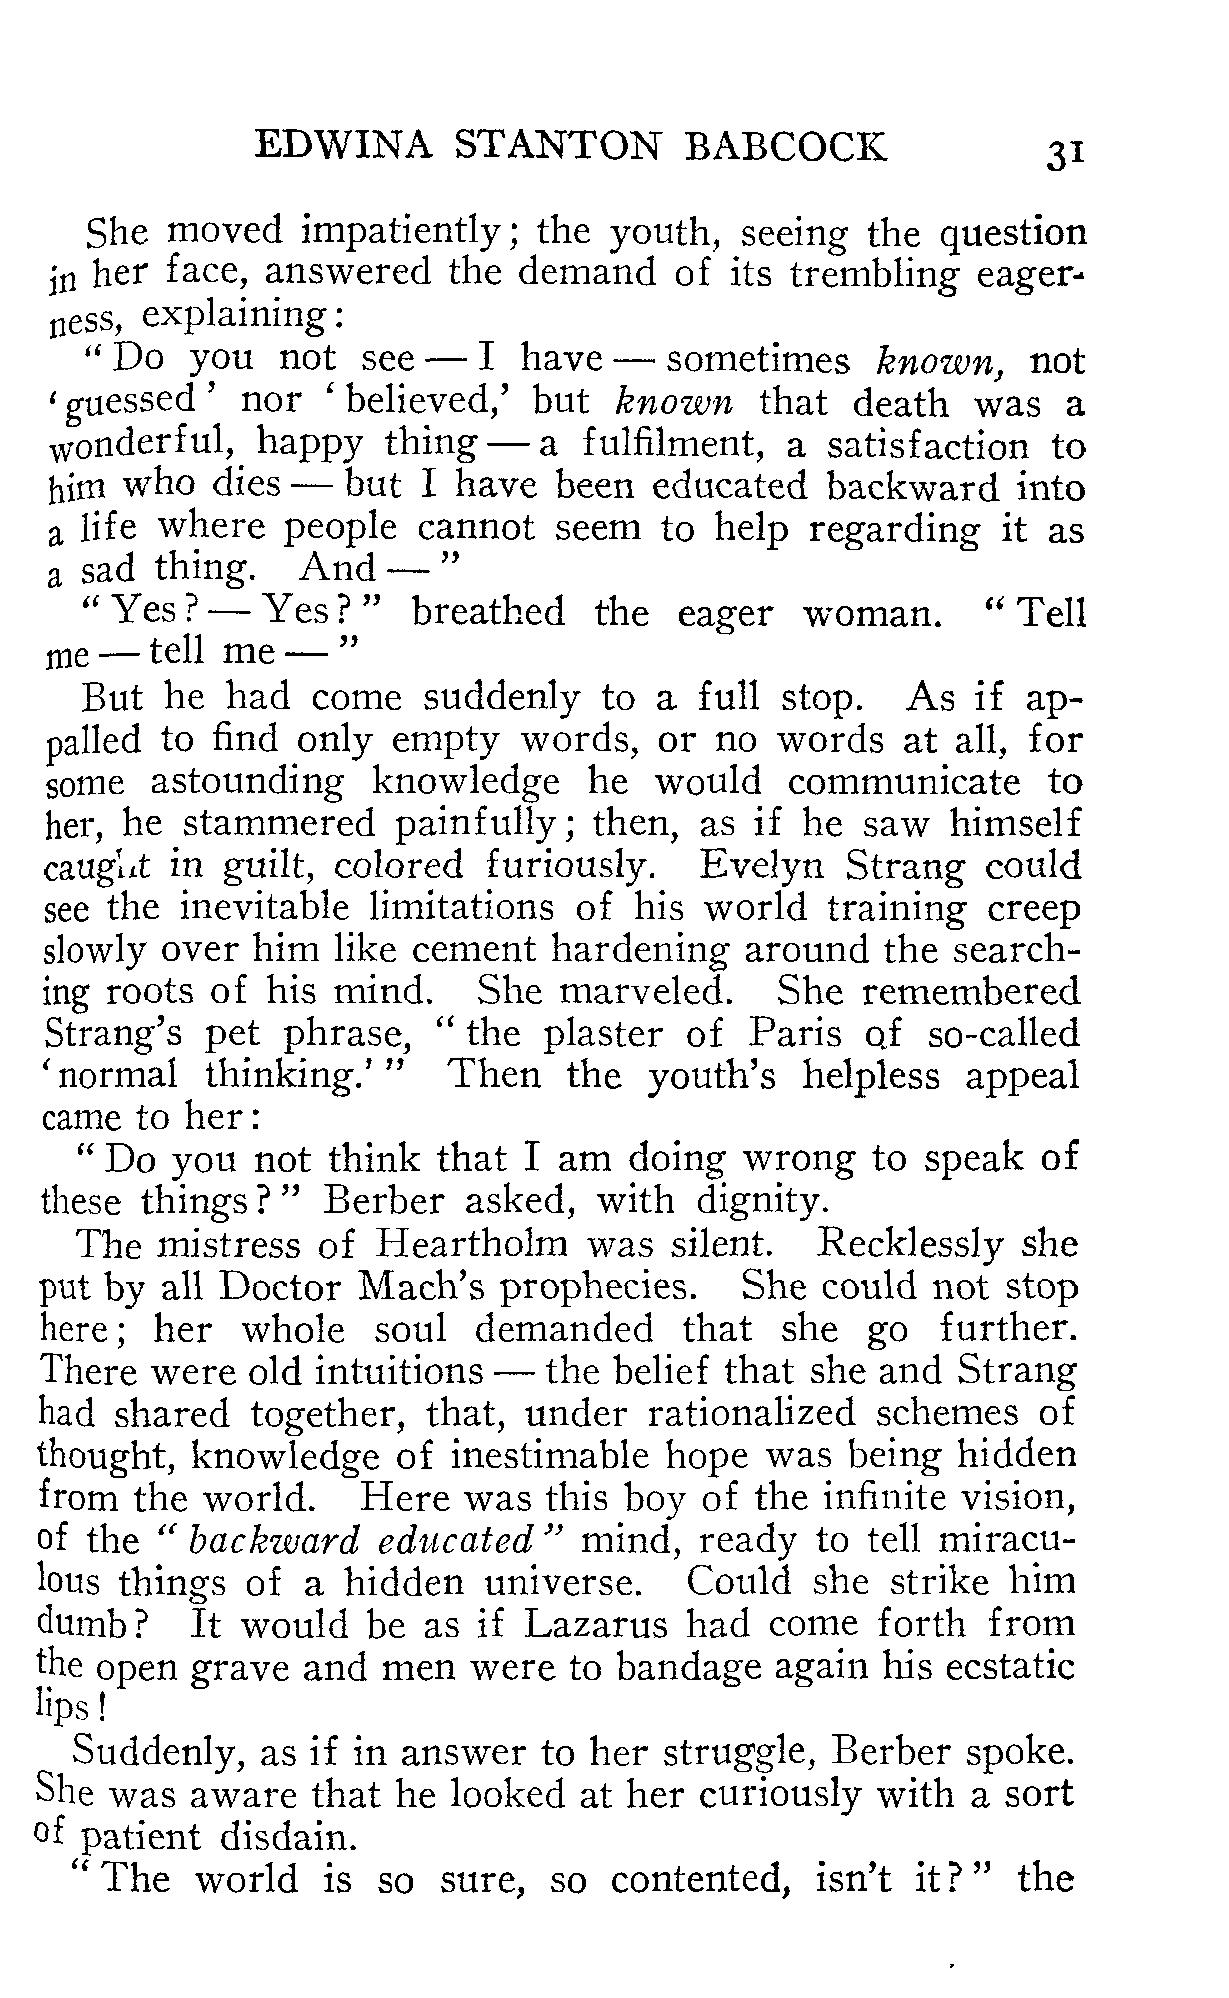 EDWINA STANTON BABCOCK 31
She moved impatiently; the youth, seeing the question
in her face, answered the demand of its trembling eager-
ness, explaining:
"Do you not see — I have — sometimes known, not
'guessed' nor 'believed,' but known that death was a
wonderful, happy thing — a fulfilment, a satisfaction to
him who dies — but I have been educated backward into
a life where people cannot seem to help regarding it as
a sad thing. And — "
"Yes? — Yes?" breathed the eager woman. "Tell
me — tell me — "
But he had come suddenly to a full stop. As if ap-
palled to find only empty words, or no words at all, for
some astounding knowledge he would communicate to
her, he stammered painfully; then, as if he saw himself
caught in guilt, colored furiously. Evelyn Strang could
see the inevitable limitations of his world training creep
slowly over him like cement hardening around the search-
ing roots of his mind. She marveled. She remembered
Strang's pet phrase, "the plaster of Paris of so-called
'normal thinking.'" Then the youth's helpless appeal
came to her:
"Do you not think that I am doing wrong to speak of
these things?" Berber asked, with dignity.
The mistress of Heartholm was silent. Recklessly she
put by all Doctor Mach's prophecies. She could not stop
here; her whole soul demanded that she go further.
There were old intuitions — the belief that she and Strang
had shared together, that, under rationalized schemes of
thought, knowledge of inestimable hope was being hidden
from the world. Here was this boy of the infinite vision,
of the "backward educated" mind, ready to tell miracu-
lous things of a hidden universe. Could she strike him
dumb? It would be as if Lazarus had come forth from
the open grave and men were to bandage again his ecstatic
lips!
Suddenly, as if in answer to her struggle, Berber spoke.
She was aware that he looked at her curiously with a sort
of patient disdain.
"The world is so sure, so contented, isn't it?" the